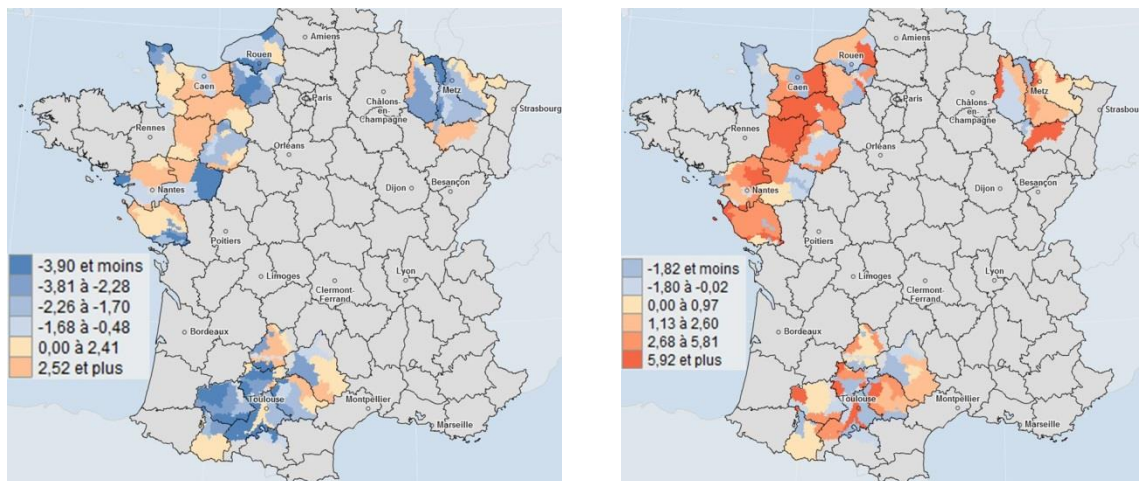 Amiens
Rouen
Caen
Metz
Paris
Châlons-
en-
Champagne
Strasbourg
Rennes
Orléans
Nantes
Dijon
Besançon
Poitiers
-3,90 et moins
-3,81 à -2,28
-2,26 à -1,70
-1,68 à -0,48
0,00 à 2,41
2,52 et plus
Limoges
Lyon
Clermont-
Ferrand
Bordeaux
Toulouse
Montpellier
Marseille
Amiens
Rouen
Caen
Metz
Paris
Châlons-
en-
Champagne
Strasbou
Rennes
Orléans
Nantes
Dijon
Besançon
Poitiers
-1,82 et moins
-1,80 à -0,02
0,00 à 0,97
1,13 à 2,60
2,68 à 5,81
5,92 et plus
Limoges
Lyon
Clermont-
Ferrand
Bordeaux
Toulouse
Montpellier
Marseille